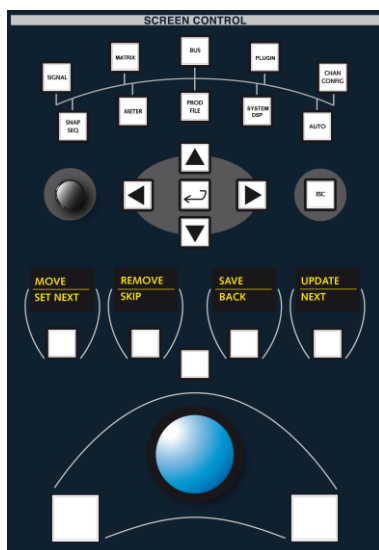 SCREEN CONTROL
BUS
MATRIX
PLUGIN
SIGNAL
CHAN
CONFIG
SNAP
SEQ
METER
PROD
FILE
SYSTEM
DSP
AUTO
ESC
MOVE
SET NEXT
REMOVE
SKIP
SAVE
BACK
UPDATE
NEXT